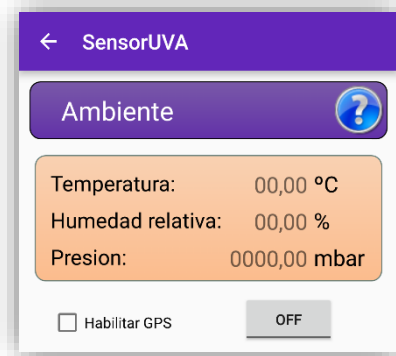 SensorUVA
Ambiente ?
Temperatura: 00,00 ºC
Humedad relativa: 00,00 %
Presion: 0000,00 mbar
Habilitar GPS OFF